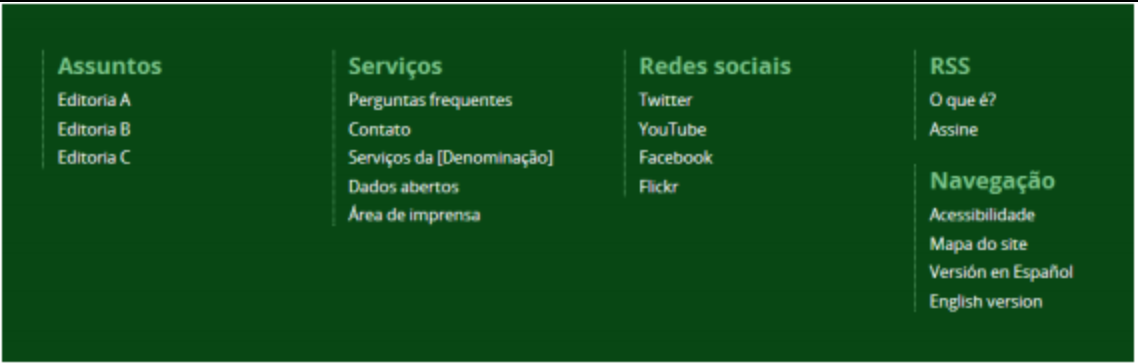 Assuntos
Editoria A
Editoria B
Editoria C
Serviços
Perguntas frequentes
Contato
Serviços da [Denominação]
Dados abertos
Área de imprensa
Redes sociais
Twitter
YouTube
Facebook
Flickr
RSS
O que é?
Assine
Navegação
Acessibilidade
Mapa do site
Versión en Español
English version